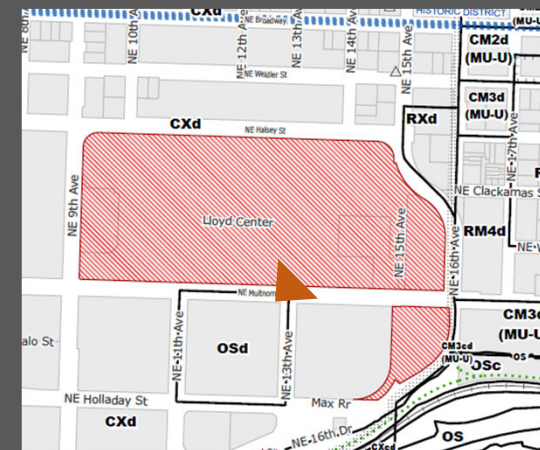 CXd
HISTORIC DISTRICT
NE Broadway
(MU-U)
NE 10th Ave
NE 12th Ave
NE 13th Ave
NE 14th Ave
NE 15th Ave
CM2d
(MU-U)
NE Weidler St
CM3d
(MU-U)
CXd
NE Halsey St
RXd
NE 17th Ave
NE 9th Ave
NE Clackamas S
Lloyd Center
NE 15th Ave
NE 16th Ave
RM4d
NE Multnom
CM3d
(MU-U)
NE 11th Ave
NE 13th Ave
alo St
OSd
CM3cd
(MU-U)
OS
OSc
NE Holladay St
Max Rr
CXd
NE 16th Dr
OS
CXcd